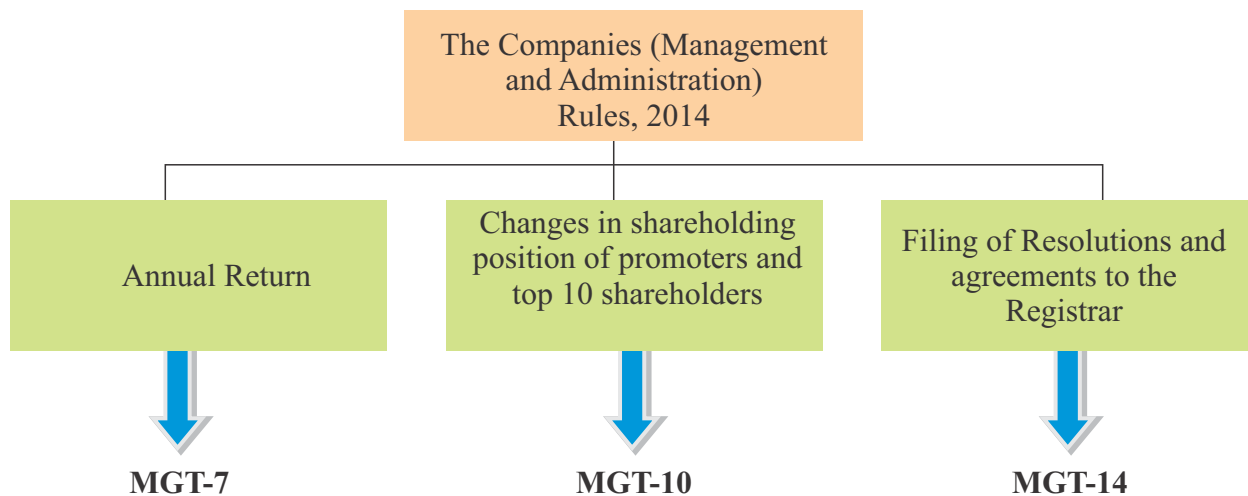 The Companies (Management
and Administration)
Rules, 2014
Annual Return
Changes in shareholding
position of promoters and
top 10 shareholders
Filing of Resolutions and
agreements to the
Registrar
MGT-7
MGT-10
MGT-14